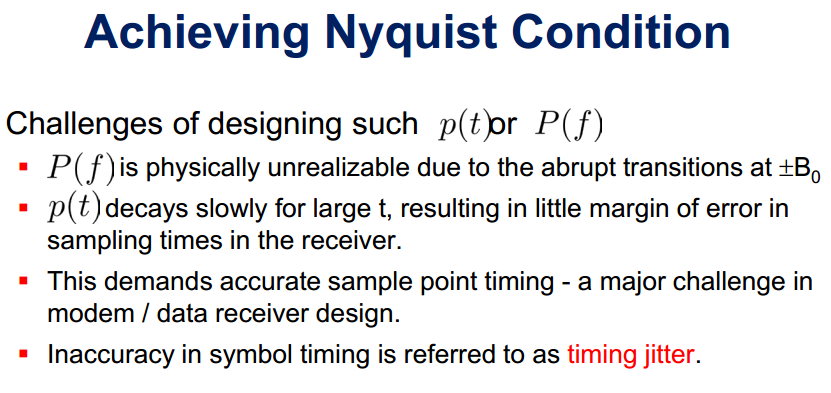 Achieving Nyquist Condition
Challenges of designing such p(t) or P(f)
▪ P(f) is physically unrealizable due to the abrupt transitions at ±B₀
▪ p(t) decays slowly for large t, resulting in little margin of error in
sampling times in the receiver.
▪ This demands accurate sample point timing - a major challenge in
modem / data receiver design.
▪ Inaccuracy in symbol timing is referred to as timing jitter.